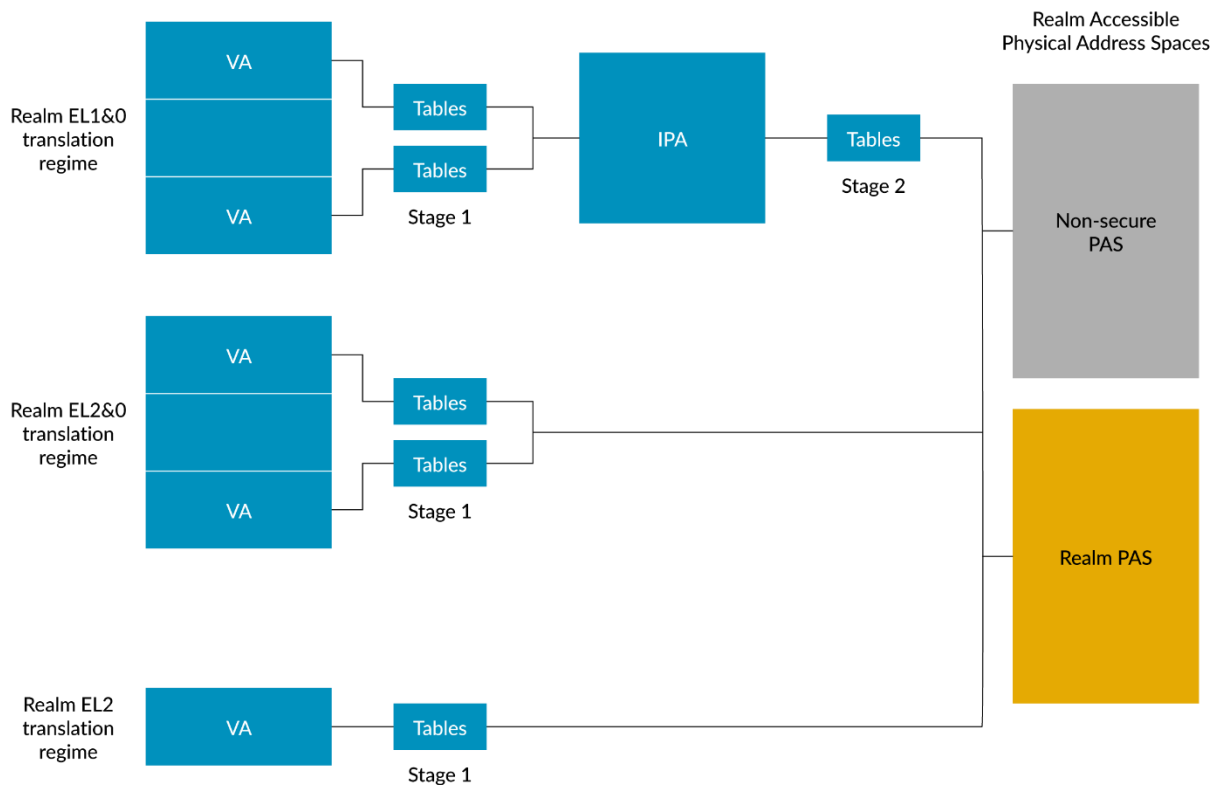 Realm Accessible
Physical Address Spaces
Realm EL1&0
translation
regime
VA
VA
Tables
Tables
Stage 1
IPA
Tables
Stage 2
Non-secure
PAS
Realm EL2&0
translation
regime
VA
VA
Tables
Tables
Stage 1
Realm PAS
Realm EL2
translation
regime
VA
Tables
Stage 1